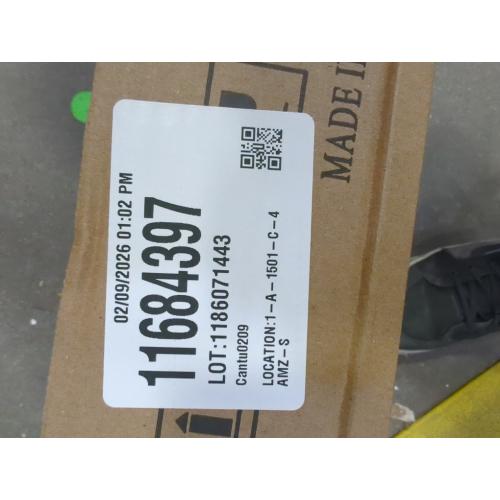 02/09/2026 01:02 PM
11684397
LOT:1186071443
Cantu0209
LOCATION:1-A-1501-C-4
AMZ-S
MADE I